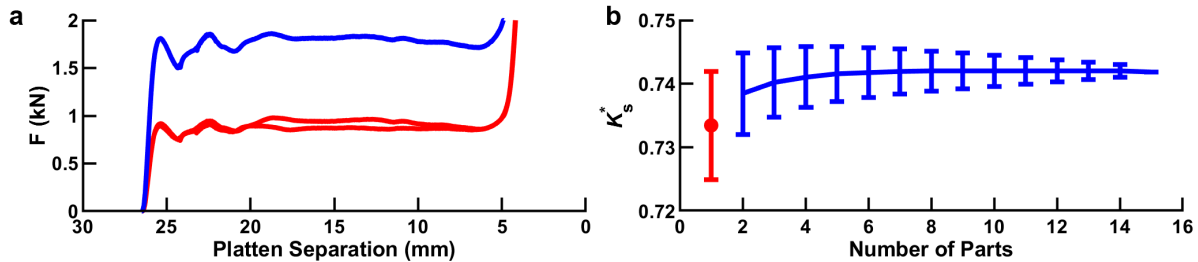 a
2
1.5
1
0.5
0
F (kN)
30 25 20 15 10 5 0
Platten Separation (mm)
b
0.75
0.74
0.73
0.72
K*s
0 2 4 6 8 10 12 14 16
Number of Parts